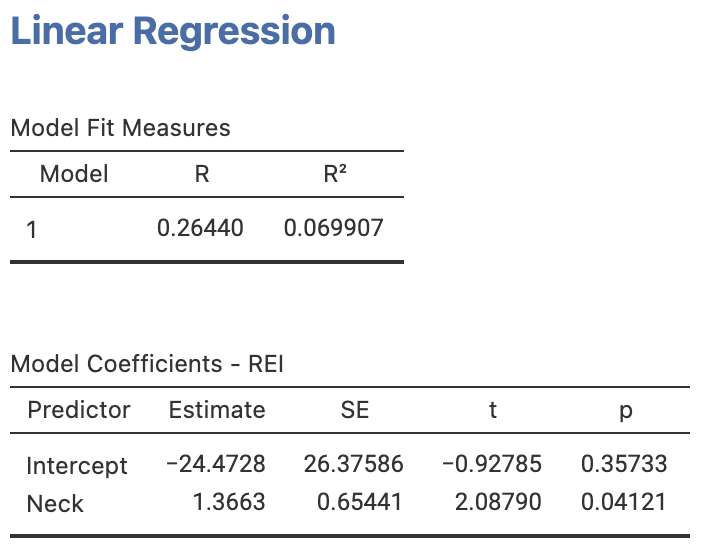 Linear Regression
Model Fit Measures
Model R R²
1 0.26440 0.069907
Model Coefficients - REI
Predictor Estimate SE t p
Intercept −24.4728 26.37586 −0.92785 0.35733
Neck 1.3663 0.65441 2.08790 0.04121